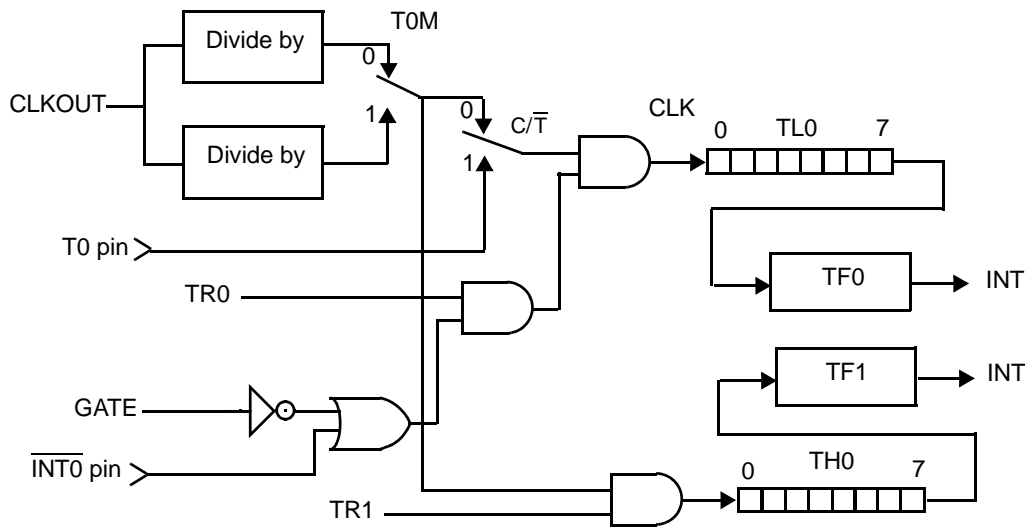 T0M
Divide by
0
CLKOUT
1
Divide by
0
C/T̅
1
CLK
0 TL0 7
T0 pin
TR0
TF0
INT
TF1
INT
GATE
I̅N̅T̅0̅ pin
0 TH0 7
TR1